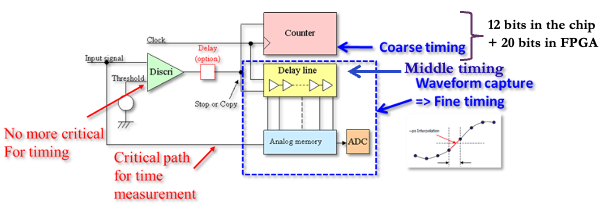 Counter
12 bits in the chip
+ 20 bits in FPGA
Clock
Coarse timing
Input signal
Delay
(option)
Discri
Threshold
Delay line
Middle timing
Stop or Copy
Waveform capture
=> Fine timing
No more critical
For timing
Critical path
for time
measurement
Analog memory
ADC
Interpolation